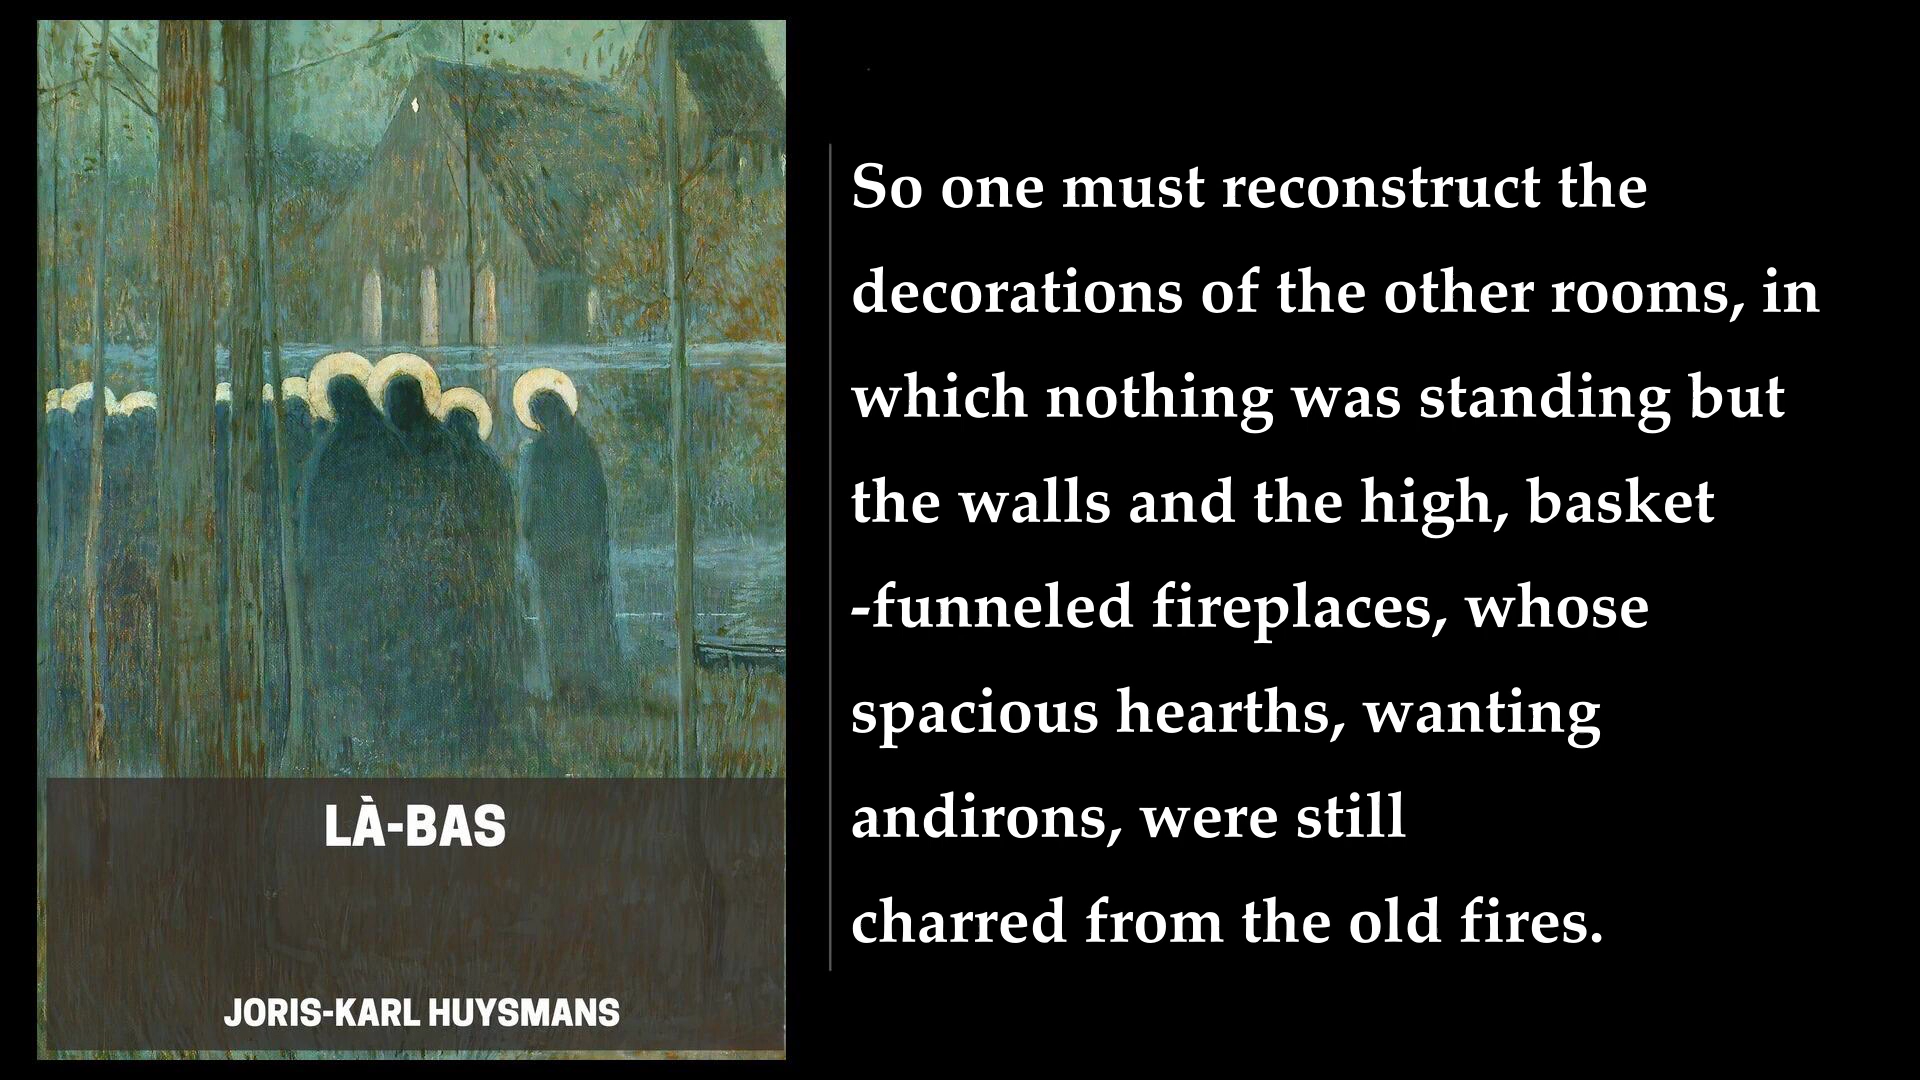 LÀ-BAS
JORIS-KARL HUYSMANS
So one must reconstruct the
decorations of the other rooms, in
which nothing was standing but
the walls and the high, basket
-funneled fireplaces, whose
spacious hearths, wanting
andirons, were still
charred from the old fires.